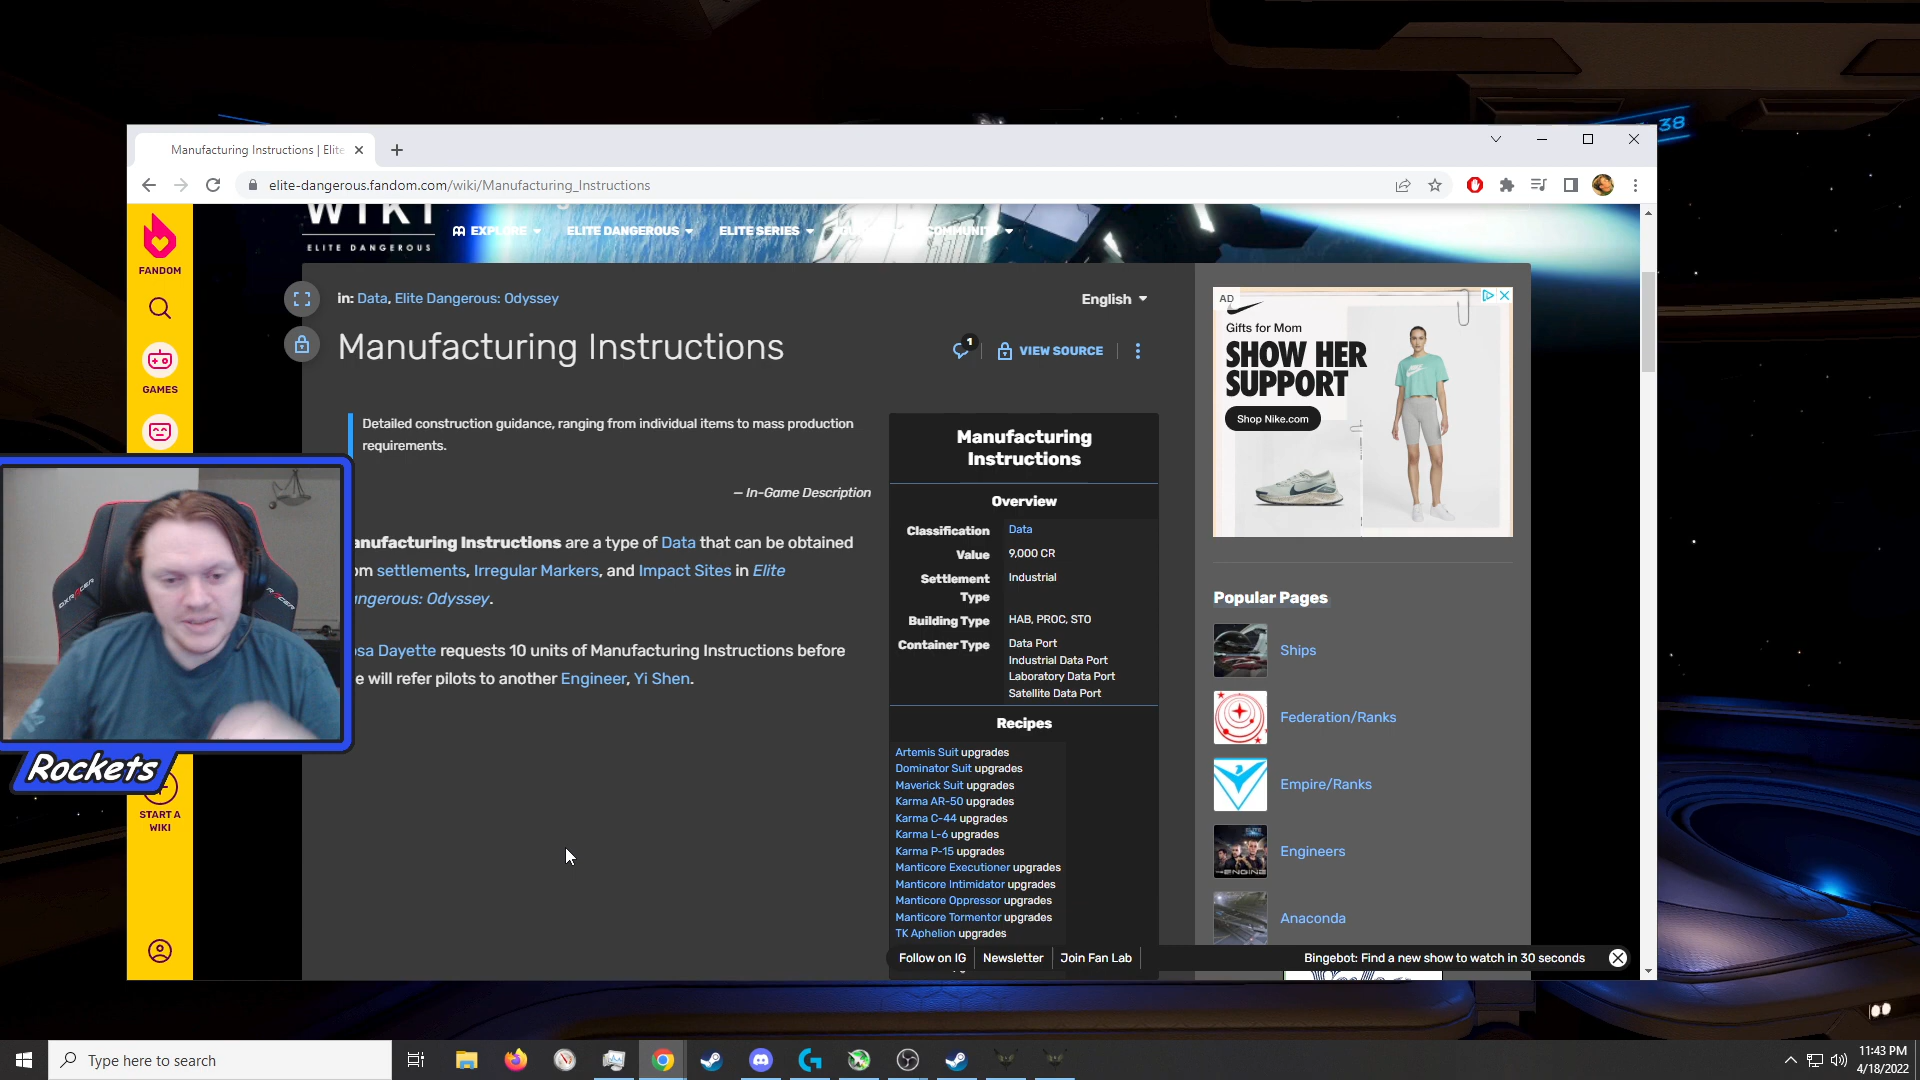 38
Manufacturing Instructions | Elite
elite-dangerous.fandom.com/wiki/Manufacturing_Instructions
WIKI
ELITE DANGEROUS
EXPLORE
ELITE DANGEROUS
ELITE SERIES
COMMUNITY
FANDOM
GAMES
START A
WIKI
in: Data, Elite Dangerous: Odyssey
English
Manufacturing Instructions
1
VIEW SOURCE
Detailed construction guidance, ranging from individual items to mass production
requirements.
— In-Game Description
anufacturing Instructions are a type of Data that can be obtained
om settlements, Irregular Markers, and Impact Sites in Elite
ngerous: Odyssey.
sa Dayette requests 10 units of Manufacturing Instructions before
e will refer pilots to another Engineer, Yi Shen.
Manufacturing
Instructions
Overview
Classification Data
Value 9,000 CR
Settlement Industrial
Type
Building Type HAB, PROC, STO
Container Type Data Port
Industrial Data Port
Laboratory Data Port
Satellite Data Port
Recipes
Artemis Suit upgrades
Dominator Suit upgrades
Maverick Suit upgrades
Karma AR-50 upgrades
Karma C-44 upgrades
Karma L-6 upgrades
Karma P-15 upgrades
Manticore Executioner upgrades
Manticore Intimidator upgrades
Manticore Oppressor upgrades
Manticore Tormentor upgrades
TK Aphelion upgrades
AD
Gifts for Mom
SHOW HER
SUPPORT
Shop Nike.com
Popular Pages
Ships
Federation/Ranks
Empire/Ranks
Engineers
Anaconda
Follow on IG
Newsletter
Join Fan Lab
Bingebot: Find a new show to watch in 30 seconds
DXRACER
RACER
Rockets
Type here to search
11:43 PM
4/18/2022